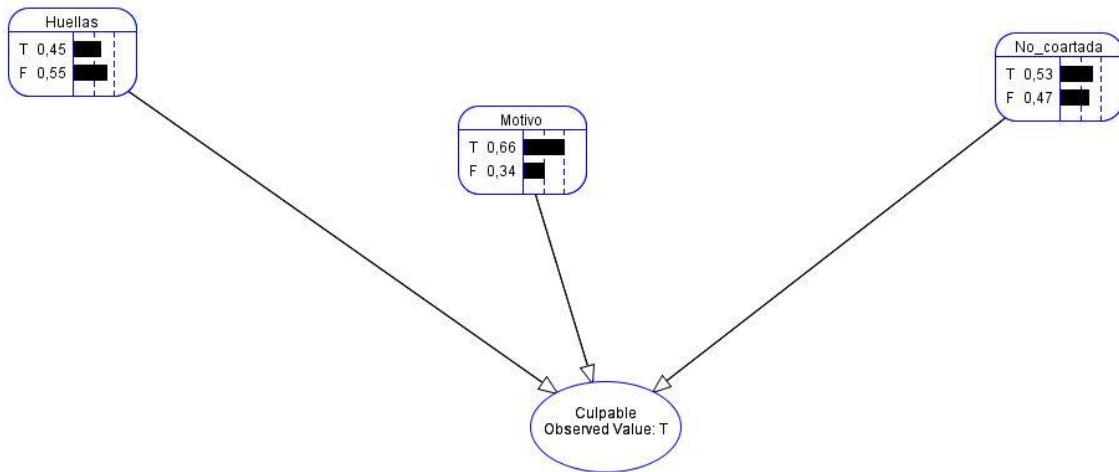 Huellas
T 0,45
F 0,55
No_coartada
T 0,53
F 0,47
Motivo
T 0,66
F 0,34
Culpable
Observed Value: T